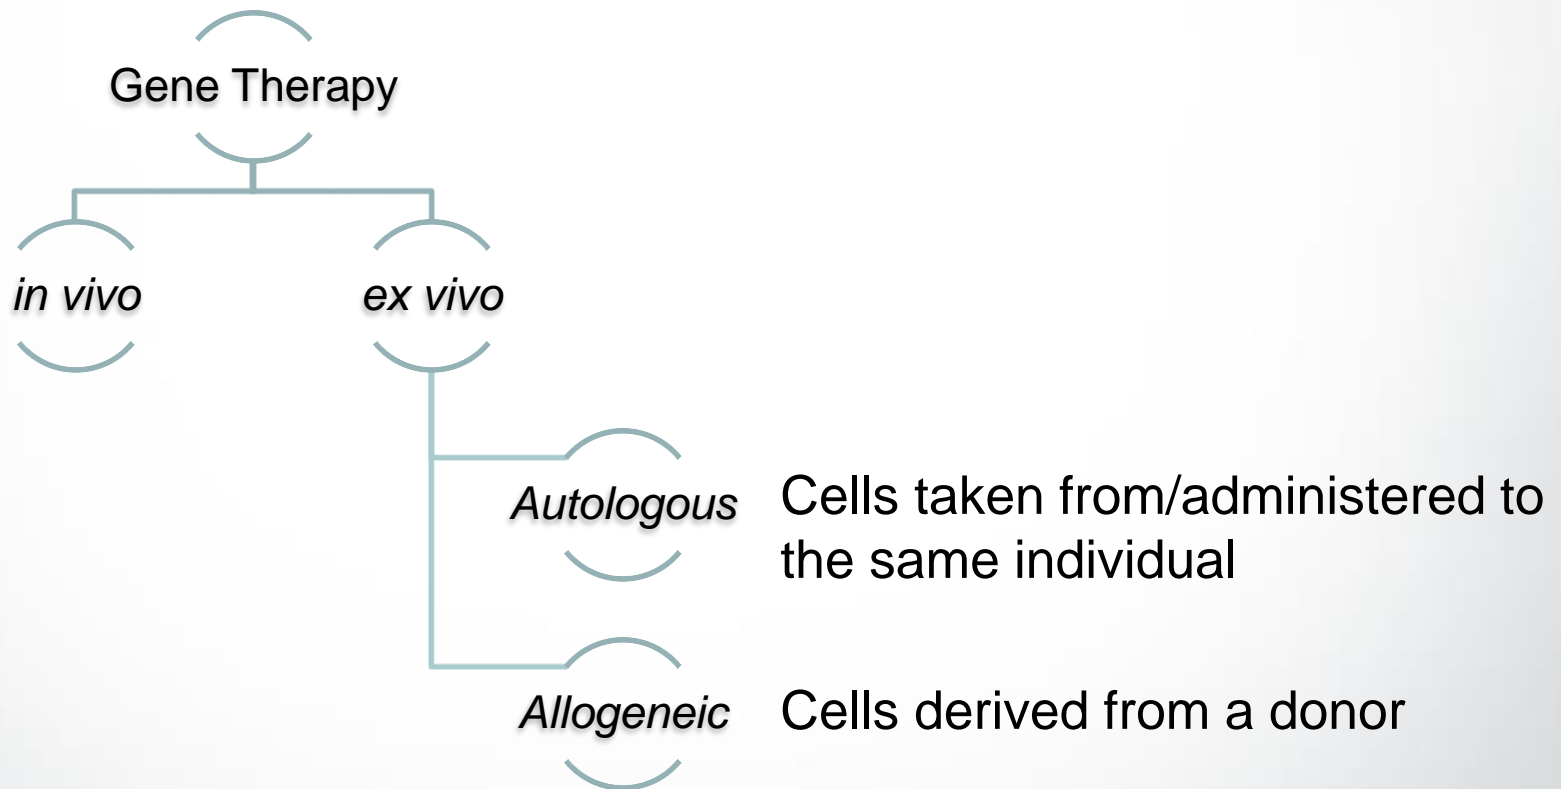 Gene Therapy
in vivo
ex vivo
Autologous
Cells taken from/administered to
the same individual
Allogeneic
Cells derived from a donor